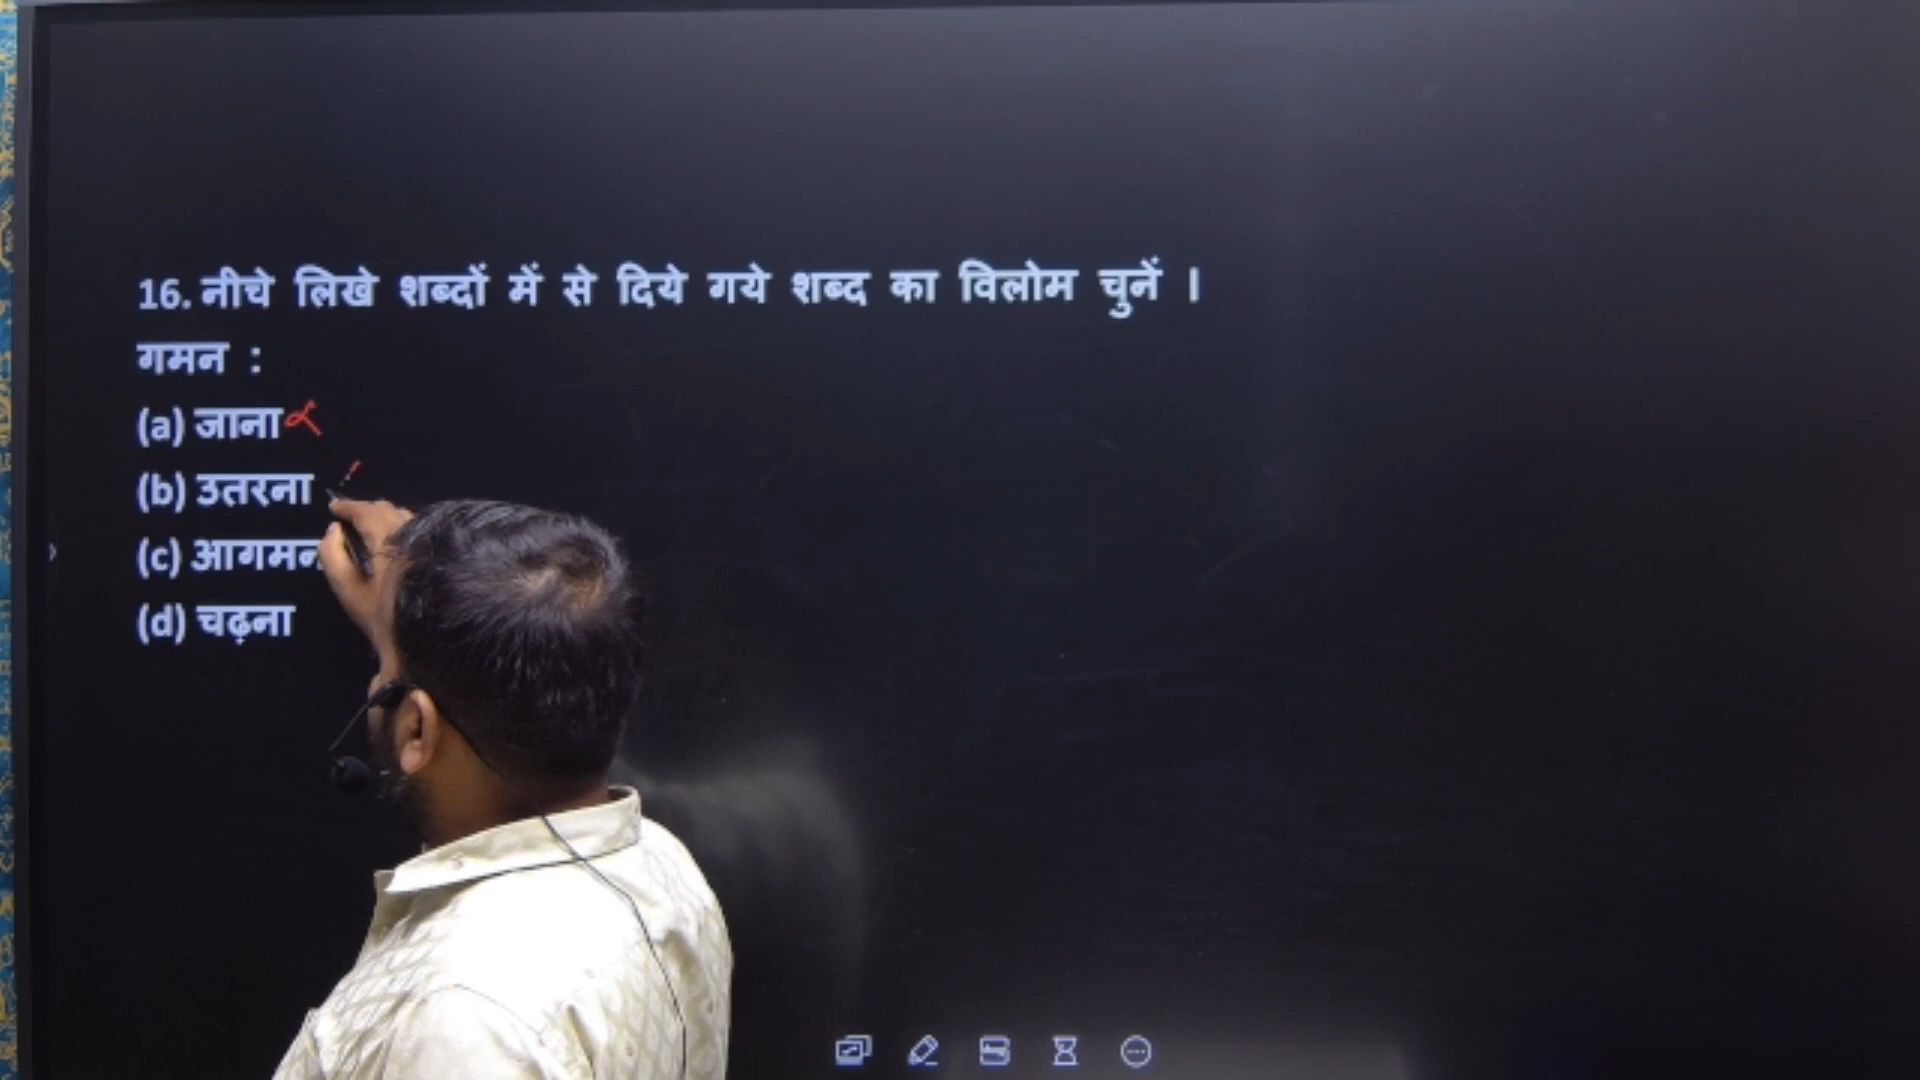 16. नीचे लिखे शब्दों में से दिये गये शब्द का विलोम चुनें ।
गमन :
(a) जाना
(b) उतरना
(c) आगमन
(d) चढ़ना